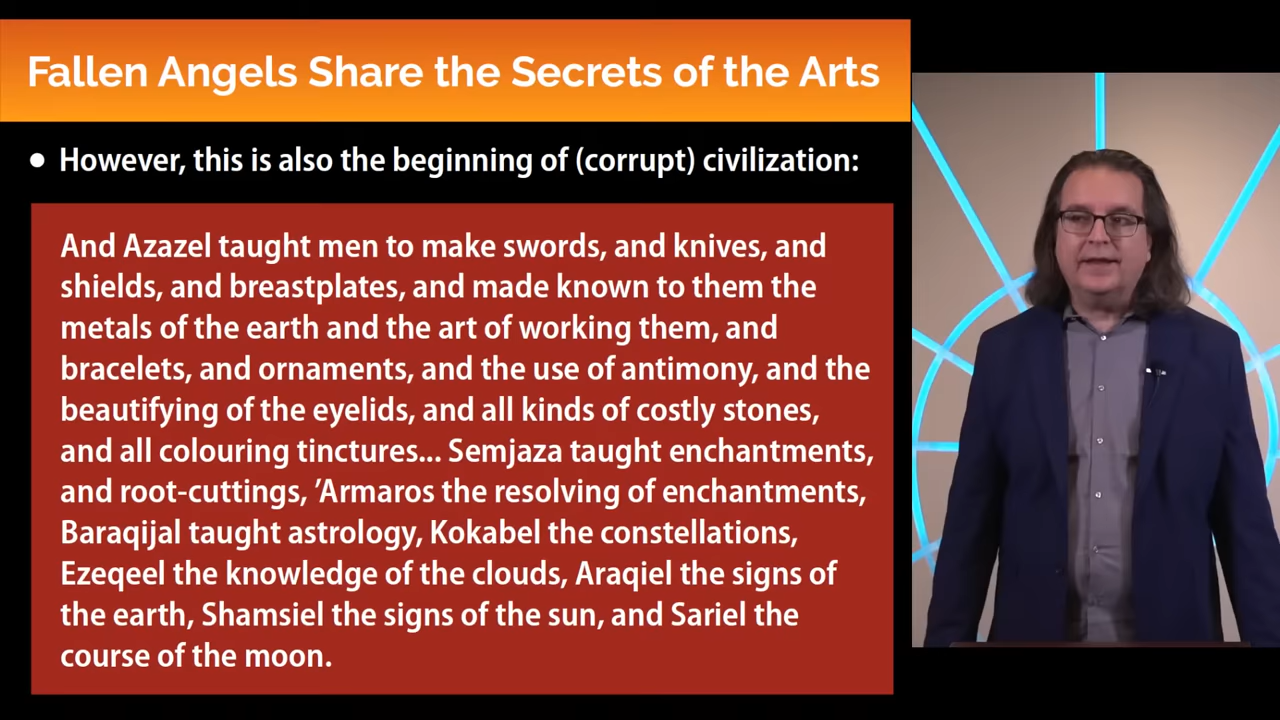 Fallen Angels Share the Secrets of the Arts
● However, this is also the beginning of (corrupt) civilization:
And Azazel taught men to make swords, and knives, and
shields, and breastplates, and made known to them the
metals of the earth and the art of working them, and
bracelets, and ornaments, and the use of antimony, and the
beautifying of the eyelids, and all kinds of costly stones,
and all colouring tinctures... Semjaza taught enchantments,
and root-cuttings, ’Armaros the resolving of enchantments,
Baraqijal taught astrology, Kokabel the constellations,
Ezeqeel the knowledge of the clouds, Araqiel the signs of
the earth, Shamsiel the signs of the sun, and Sariel the
course of the moon.